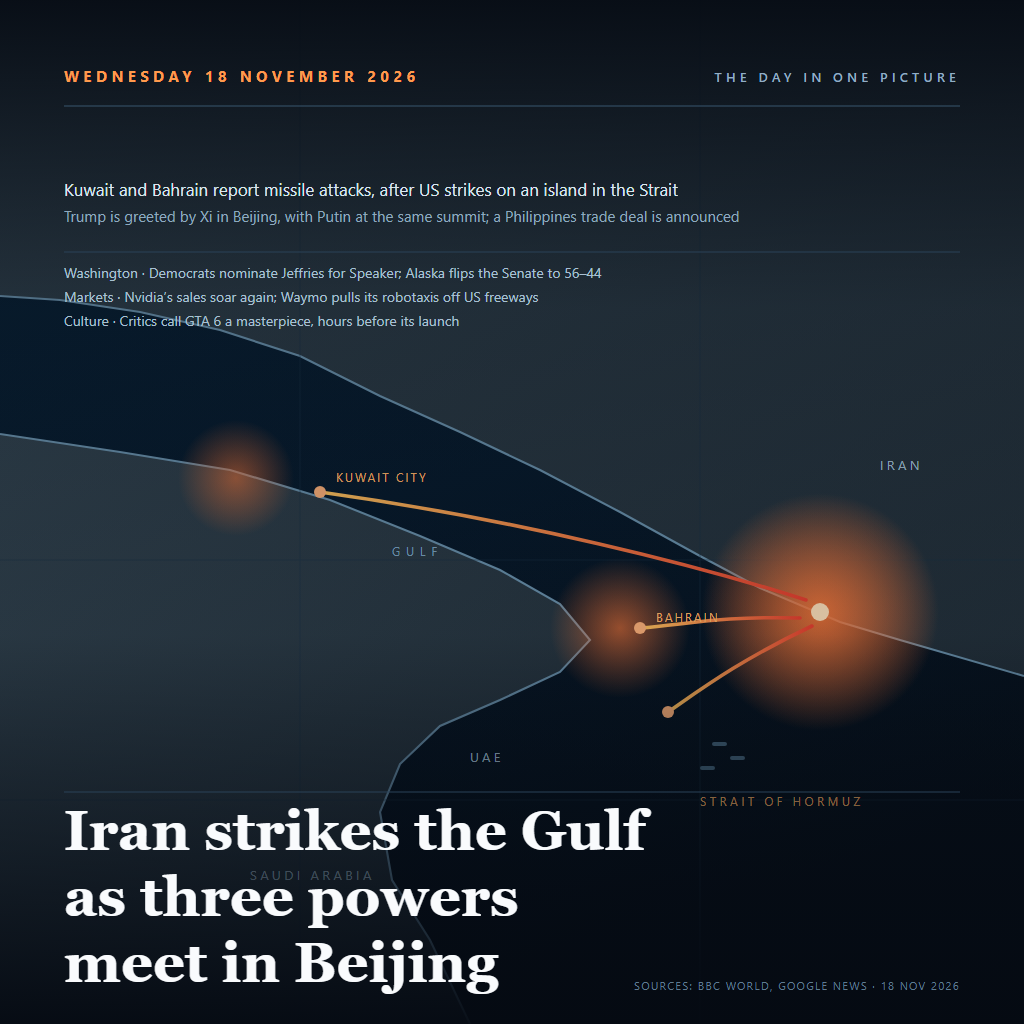 WEDNESDAY 18 NOVEMBER 2026
THE DAY IN ONE PICTURE
Kuwait and Bahrain report missile attacks, after US strikes on an island in the Strait
Trump is greeted by Xi in Beijing, with Putin at the same summit; a Philippines trade deal is announced
Washington · Democrats nominate Jeffries for Speaker; Alaska flips the Senate to 56–44
Markets · Nvidia’s sales soar again; Waymo pulls its robotaxis off US freeways
Culture · Critics call GTA 6 a masterpiece, hours before its launch
IRAN
KUWAIT CITY
GULF
BAHRAIN
UAE
STRAIT OF HORMUZ
Iran strikes the Gulf
SAUDI ARABIA
as three powers
meet in Beijing
SOURCES: BBC WORLD, GOOGLE NEWS · 18 NOV 2026